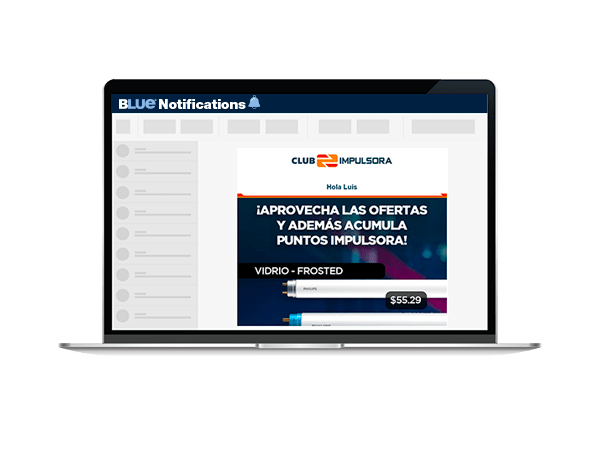 BLUE Notifications
CLUB IMPULSORA
Hola Luis
¡APROVECHA LAS OFERTAS
Y ADEMÁS ACUMULA
PUNTOS IMPULSORA!
VIDRIO - FROSTED
PHILIPS
$55.29